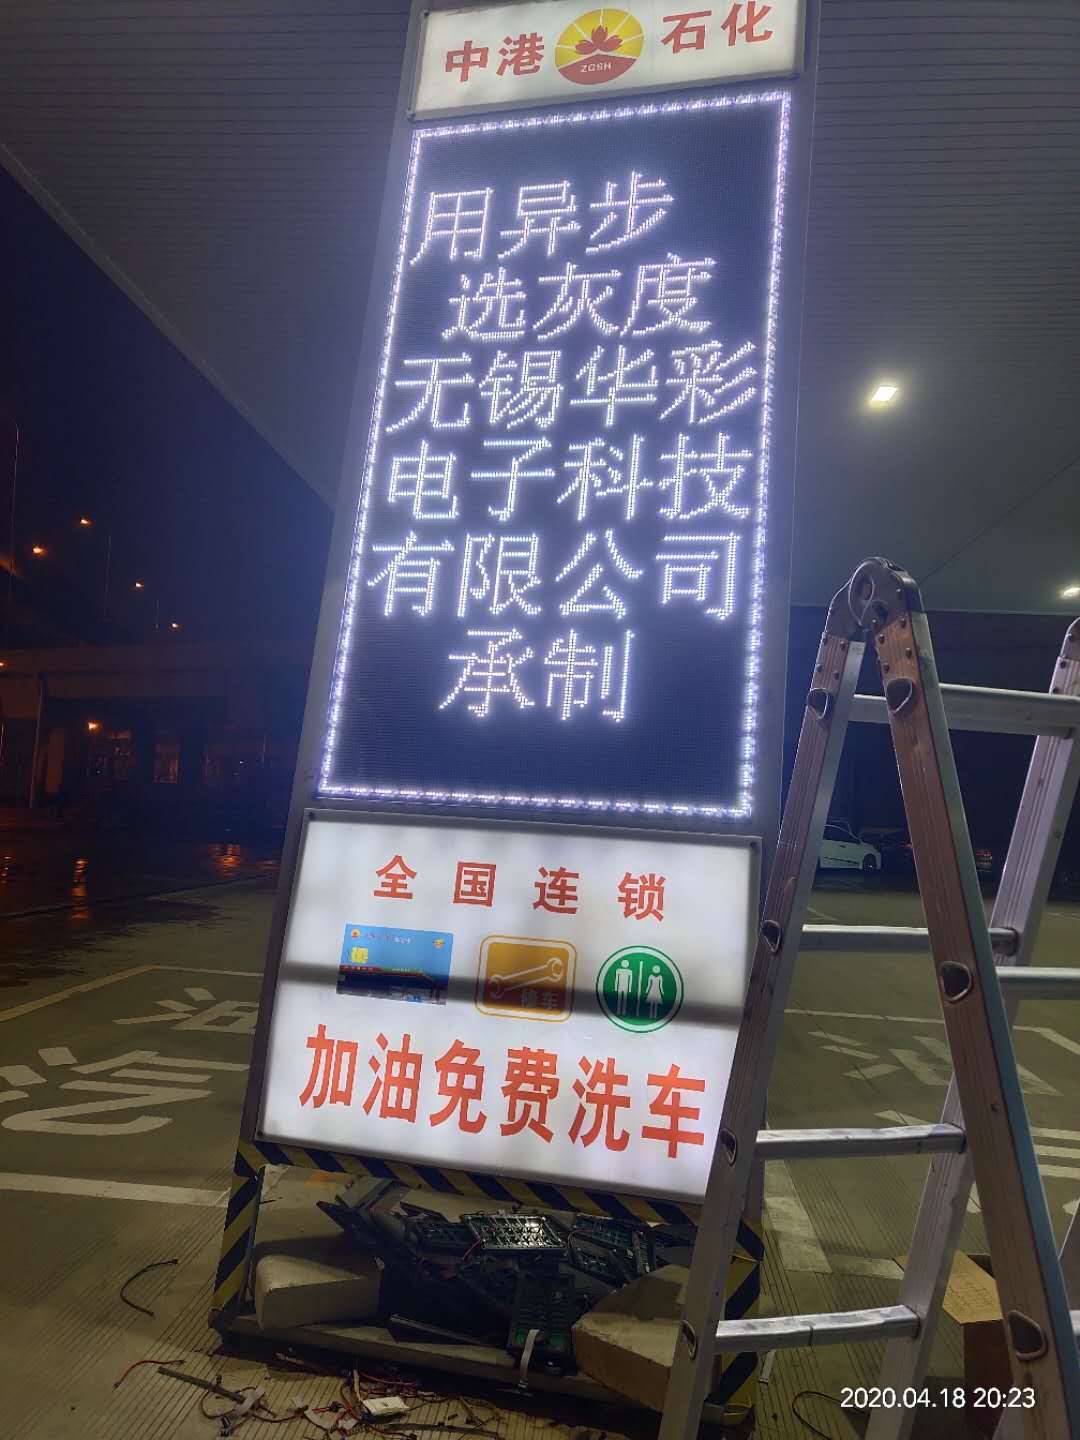 中港 石化
ZGSH
用异步
选灰度
无锡华彩
电子科技
有限公司
承制
全国连锁
修车
加油免费洗车
2020.04.18 20:23